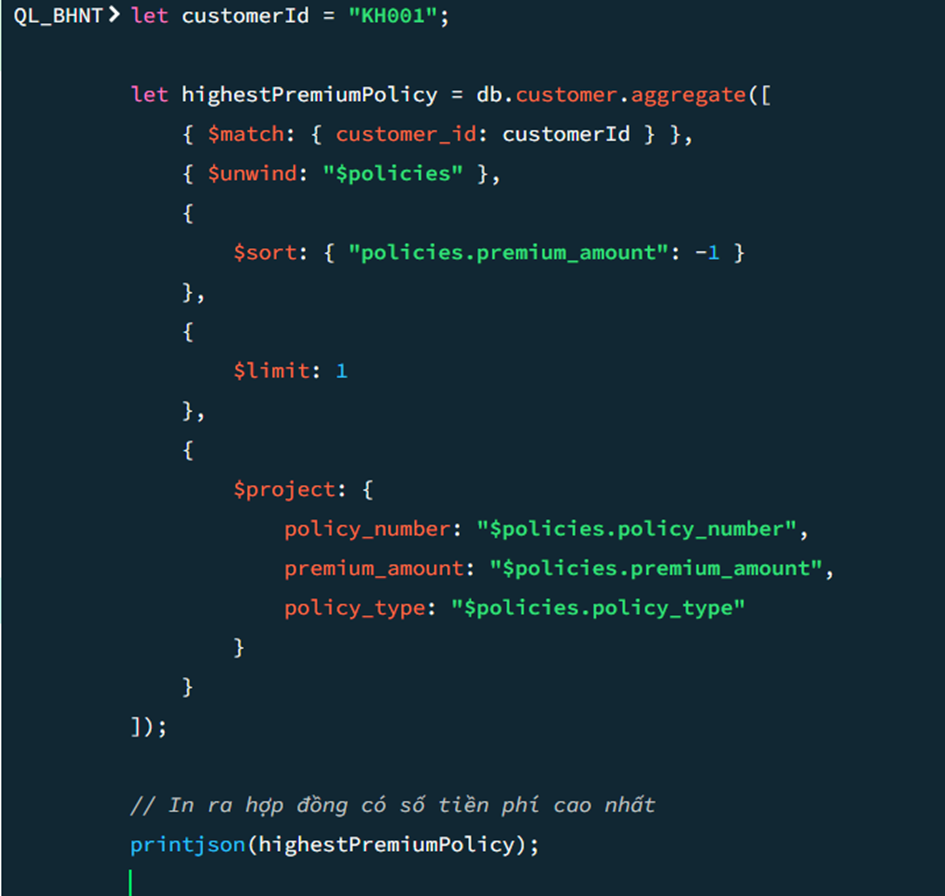 QL_BHNT> let customerId = "KH001";
let highestPremiumPolicy = db.customer.aggregate([
{ $match: { customer_id: customerId } },
{ $unwind: "$policies" },
{
$sort: { "policies.premium_amount": -1 }
},
{
$limit: 1
},
{
$project: {
policy_number: "$policies.policy_number",
premium_amount: "$policies.premium_amount",
policy_type: "$policies.policy_type"
}
}
]);
// In ra hợp đồng có số tiền phí cao nhất
printjson(highestPremiumPolicy);